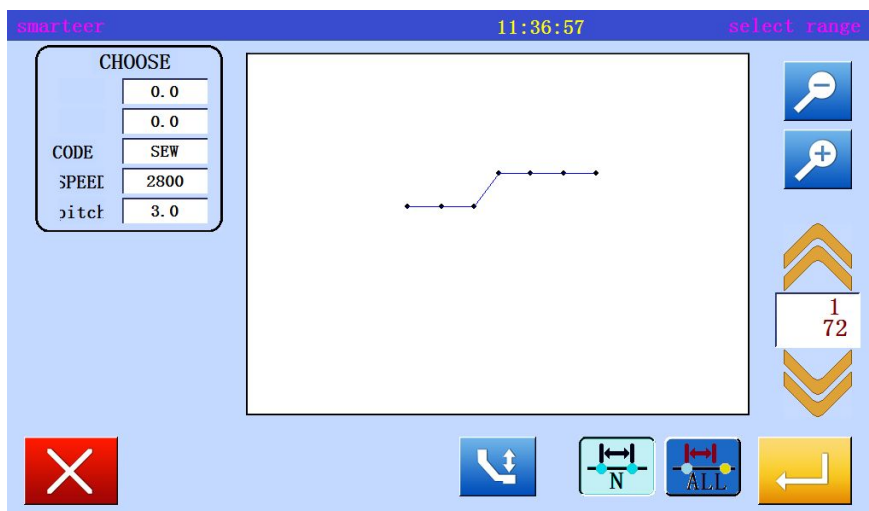 smarteer 11:36:57 select range
CHOOSE
0.0
0.0
CODE SEW
SPEED 2800
pitch 3.0
1
72
N ALL